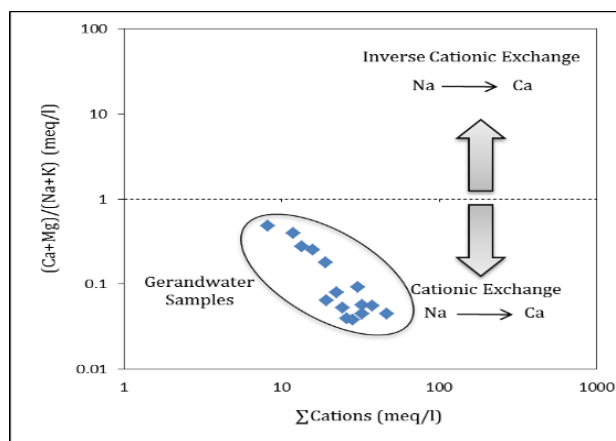 100
Inverse Cationic Exchange
Na → Ca
10
(Ca+Mg)/(Na+K) (meq/l)
1
Gerandwater
Samples
0.1
Cationic Exchange
Na → Ca
0.01
1 10 100 1000
∑Cations (meq/l)